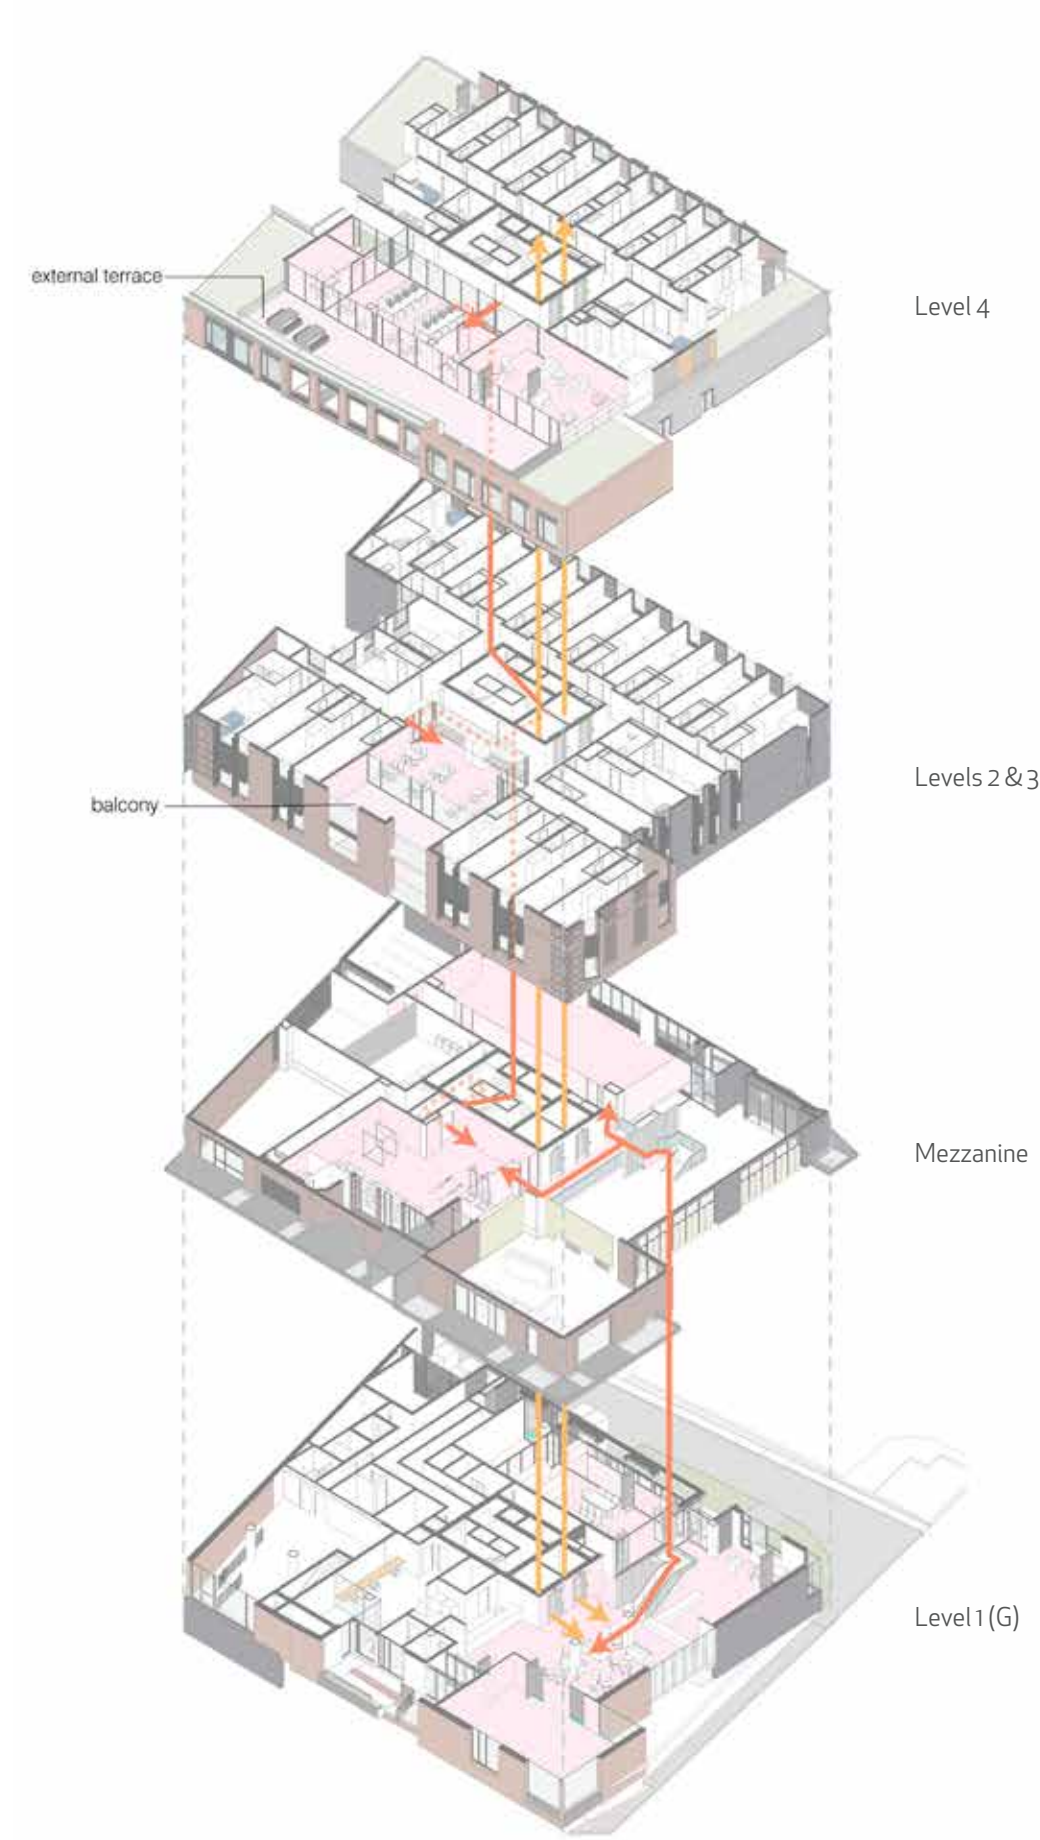 external terrace
Level 4
Levels 2 & 3
balcony
Mezzanine
Level 1 (G)